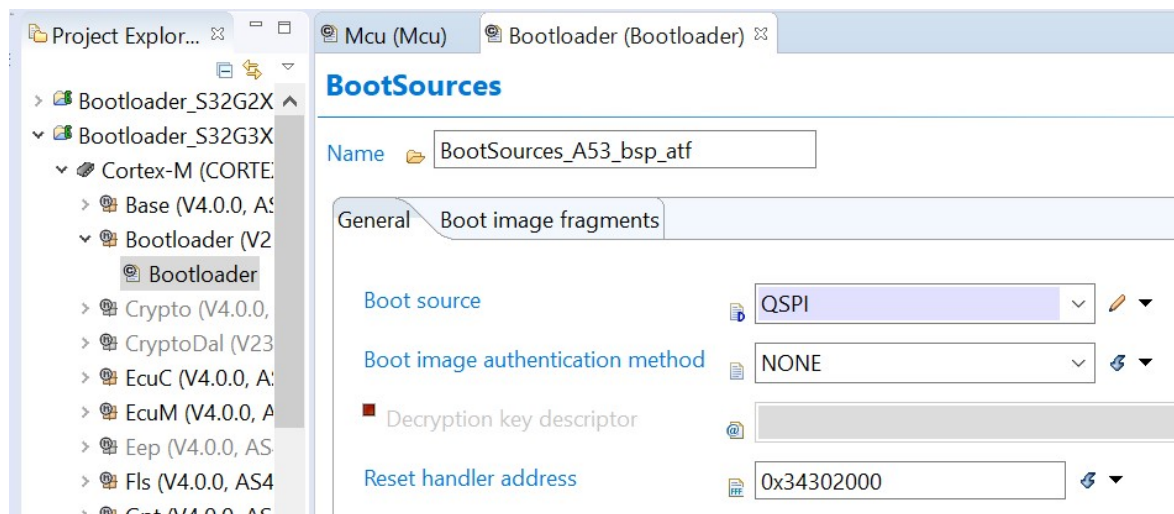 Project Explor...
Mcu (Mcu)
Bootloader (Bootloader)
Bootloader_S32G2X
Bootloader_S32G3X
Cortex-M (CORTE
Base (V4.0.0, AS
Bootloader (V2
Bootloader
Crypto (V4.0.0,
CryptoDal (V23
EcuC (V4.0.0, A
EcuM (V4.0.0, A
Eep (V4.0.0, AS
Fls (V4.0.0, AS4
BootSources
Name BootSources_A53_bsp_atf
General Boot image fragments
Boot source QSPI
Boot image authentication method NONE
Decryption key descriptor
Reset handler address 0x34302000